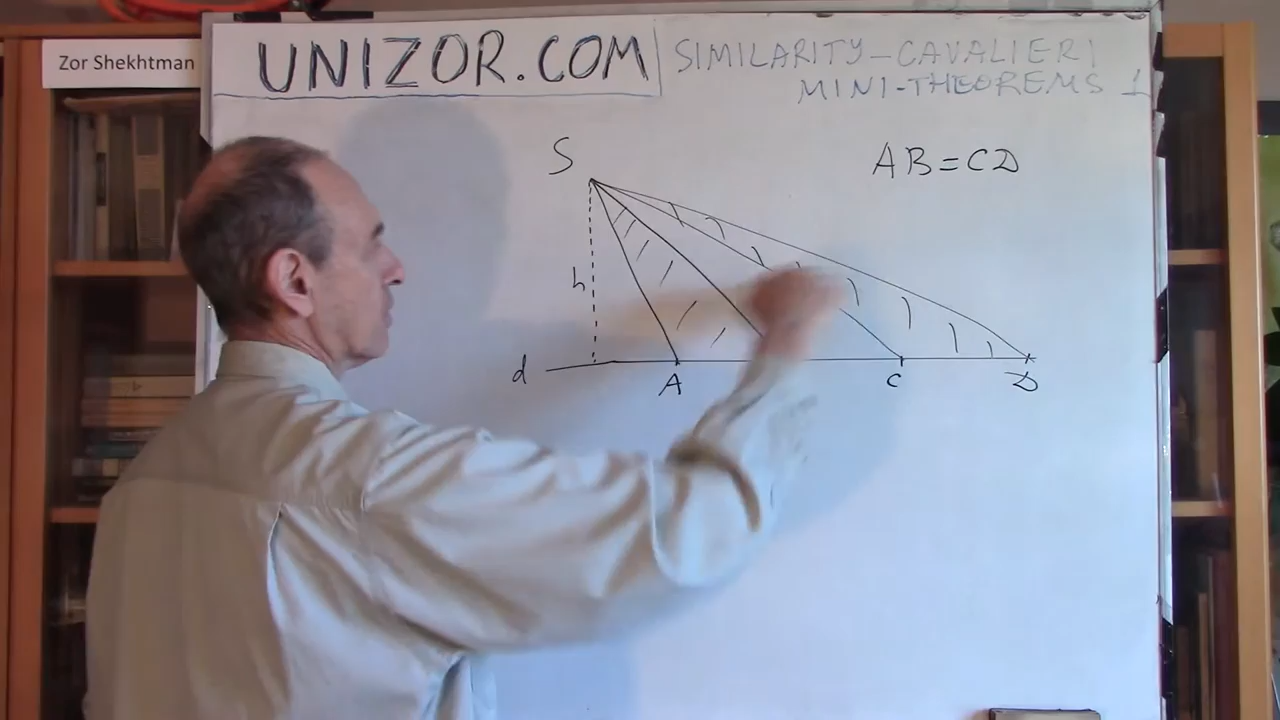 Zor Shekhtman
UNIZOR.COM
SIMILARITY-CAVALIERI
MINI-THEOREMS 1
S
AB=CD
h
d
A
C
D